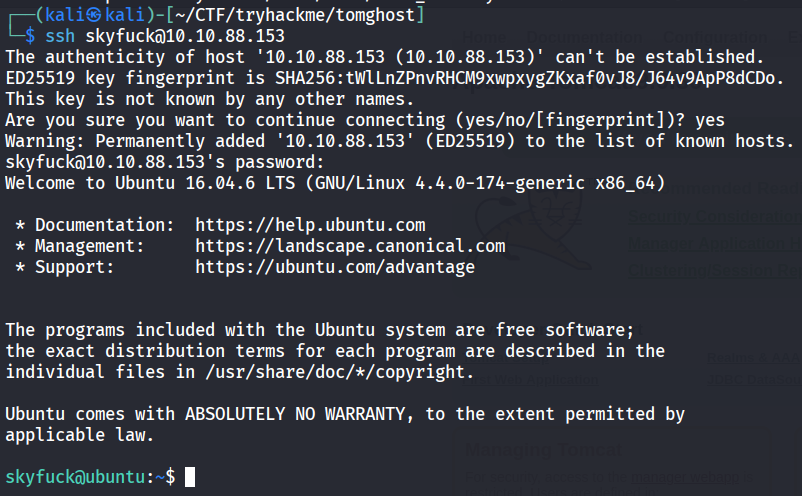 ┌──(kali㉿kali)-[~/CTF/tryhackme/tomghost]
└─$ ssh skyfuck@10.10.88.153
The authenticity of host '10.10.88.153 (10.10.88.153)' can't be established.
ED25519 key fingerprint is SHA256:tWlLnZPnvRHCM9xwpxygZKxaf0vJ8/J64v9ApP8dCDo.
This key is not known by any other names.
Are you sure you want to continue connecting (yes/no/[fingerprint])? yes
Warning: Permanently added '10.10.88.153' (ED25519) to the list of known hosts.
skyfuck@10.10.88.153's password:
Welcome to Ubuntu 16.04.6 LTS (GNU/Linux 4.4.0-174-generic x86_64)
* Documentation:  https://help.ubuntu.com
* Management:     https://landscape.canonical.com
* Support:        https://ubuntu.com/advantage
The programs included with the Ubuntu system are free software;
the exact distribution terms for each program are described in the
individual files in /usr/share/doc/*/copyright.
Ubuntu comes with ABSOLUTELY NO WARRANTY, to the extent permitted by
applicable law.
skyfuck@ubuntu:~$